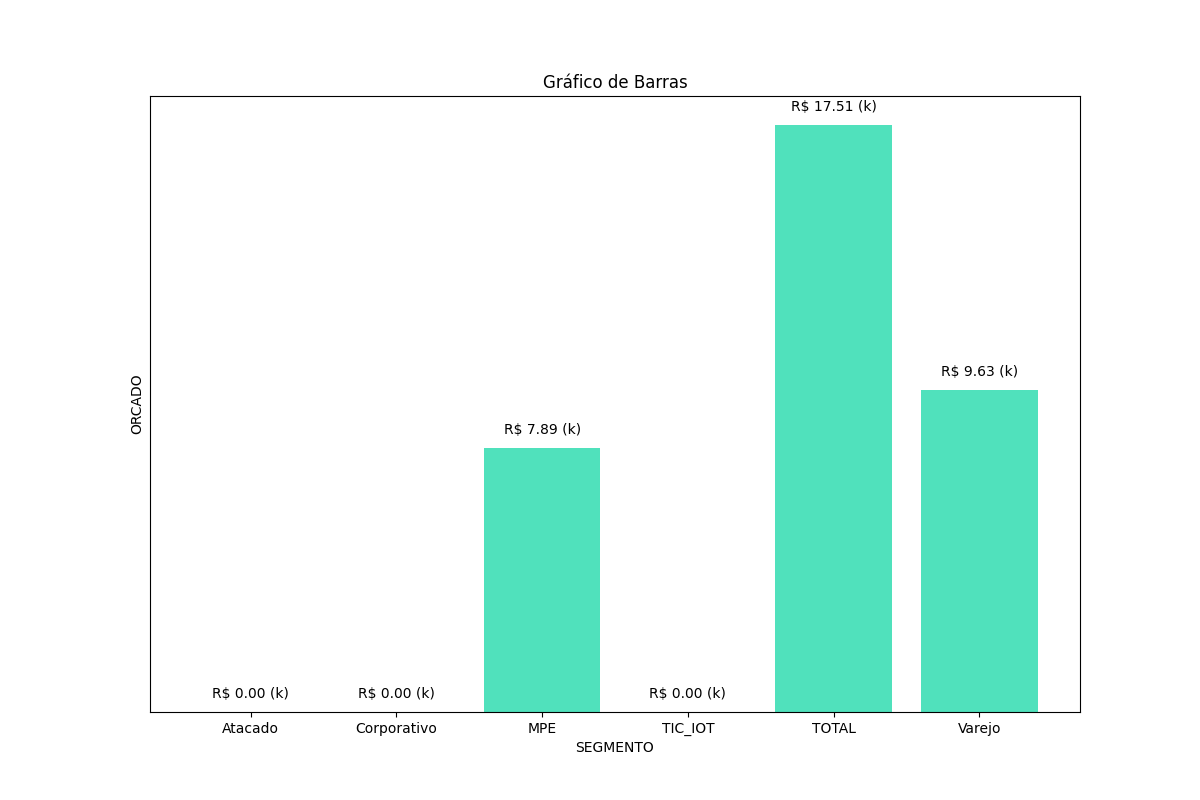 Gráfico de Barras
R$ 17.51 (k)
R$ 9.63 (k)
R$ 7.89 (k)
ORCADO
R$ 0.00 (k)
R$ 0.00 (k)
R$ 0.00 (k)
Atacado
Corporativo
MPE
TIC_IOT
TOTAL
Varejo
SEGMENTO